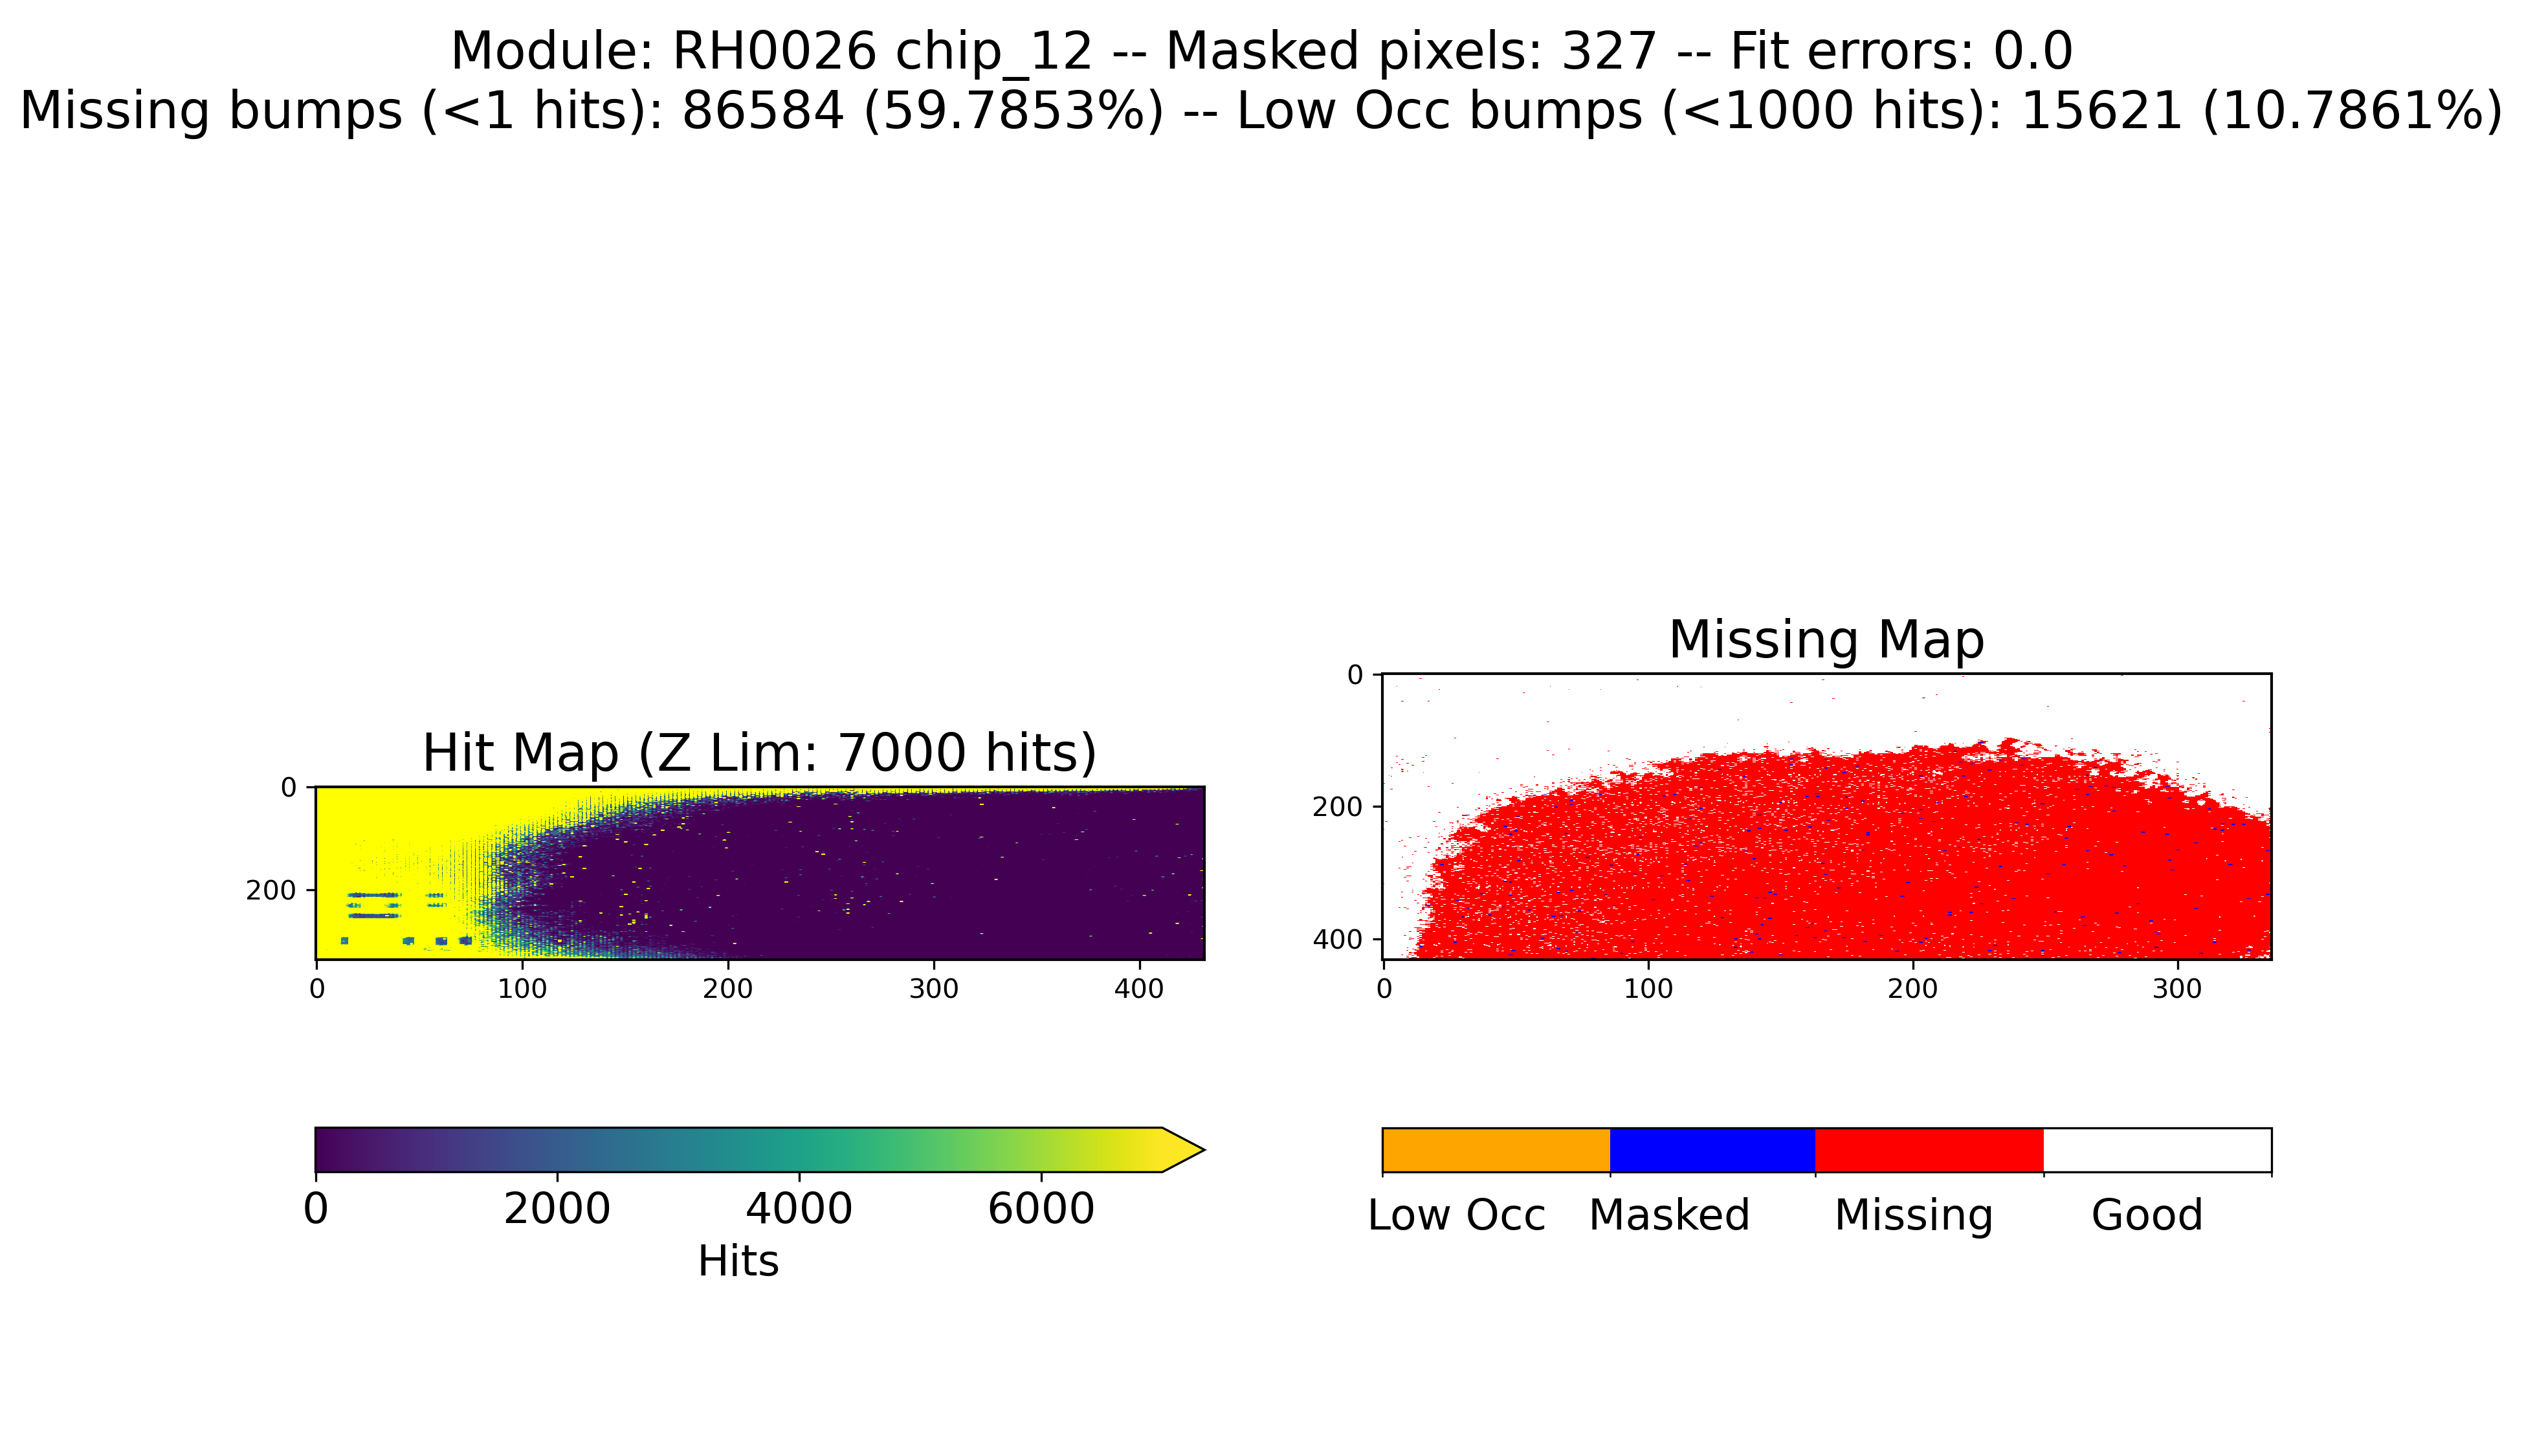 Module: RH0026 chip_12 -- Masked pixels: 327 -- Fit errors: 0.0
Missing bumps (<1 hits): 86584 (59.7853%) -- Low Occ bumps (<1000 hits): 15621 (10.7861%)
Hit Map (Z Lim: 7000 hits)
0
200
0 100 200 300 400
0 2000 4000 6000
Hits
Missing Map
0
200
400
0 100 200 300
Low Occ Masked Missing Good